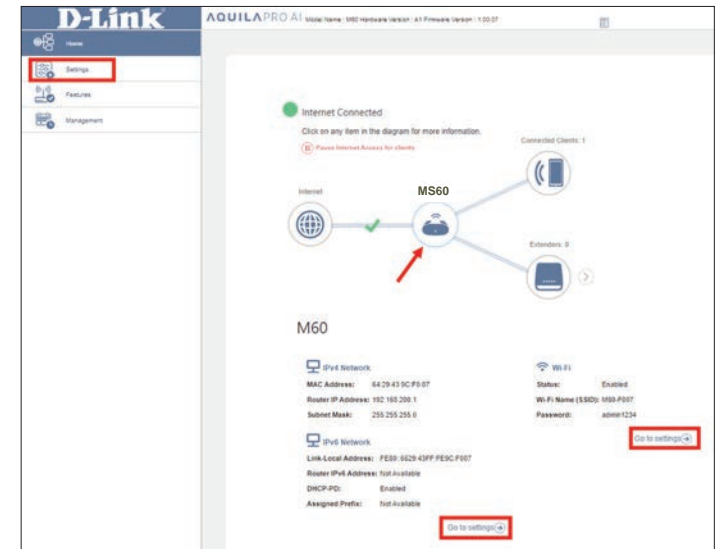 D-Link
AQUILA PRO AI Model Name : M60 Hardware Version : A1 Firmware Version : 1.00.07
Home
Settings
Features
Management
Internet Connected
Click on any item in the diagram for more information.
Pause Internet Access for clients
Connected Clients: 1
Internet
MS60
Extenders: 0
M60
IPv4 Network
MAC Address: 64:29:43:9C:F0:07
Router IP Address: 192.168.200.1
Subnet Mask: 255.255.255.0
Wi-Fi
Status: Enabled
Wi-Fi Name (SSID): M60-F007
Password: admin1234
Go to settings
IPv6 Network
Link-Local Address: FE80::6629:43FF:FE9C:F007
Router IPv6 Address: Not Available
DHCP-PD: Enabled
Assigned Prefix: Not Available
Go to settings